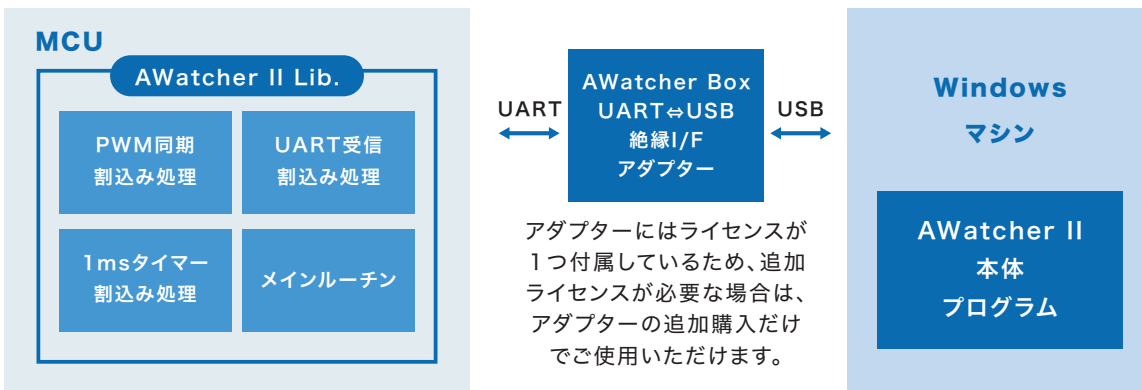 MCU
AWatcher II Lib.
PWM同期
割込み処理
UART受信
割込み処理
1msタイマー
割込み処理
メインルーチン
UART
AWatcher Box
UART⇔USB
絶縁I/F
アダプター
USB
アダプターにはライセンスが
1つ付属しているため、追加
ライセンスが必要な場合は、
アダプターの追加購入だけ
でご使用いただけます。
Windows
マシン
AWatcher II
本体
プログラム